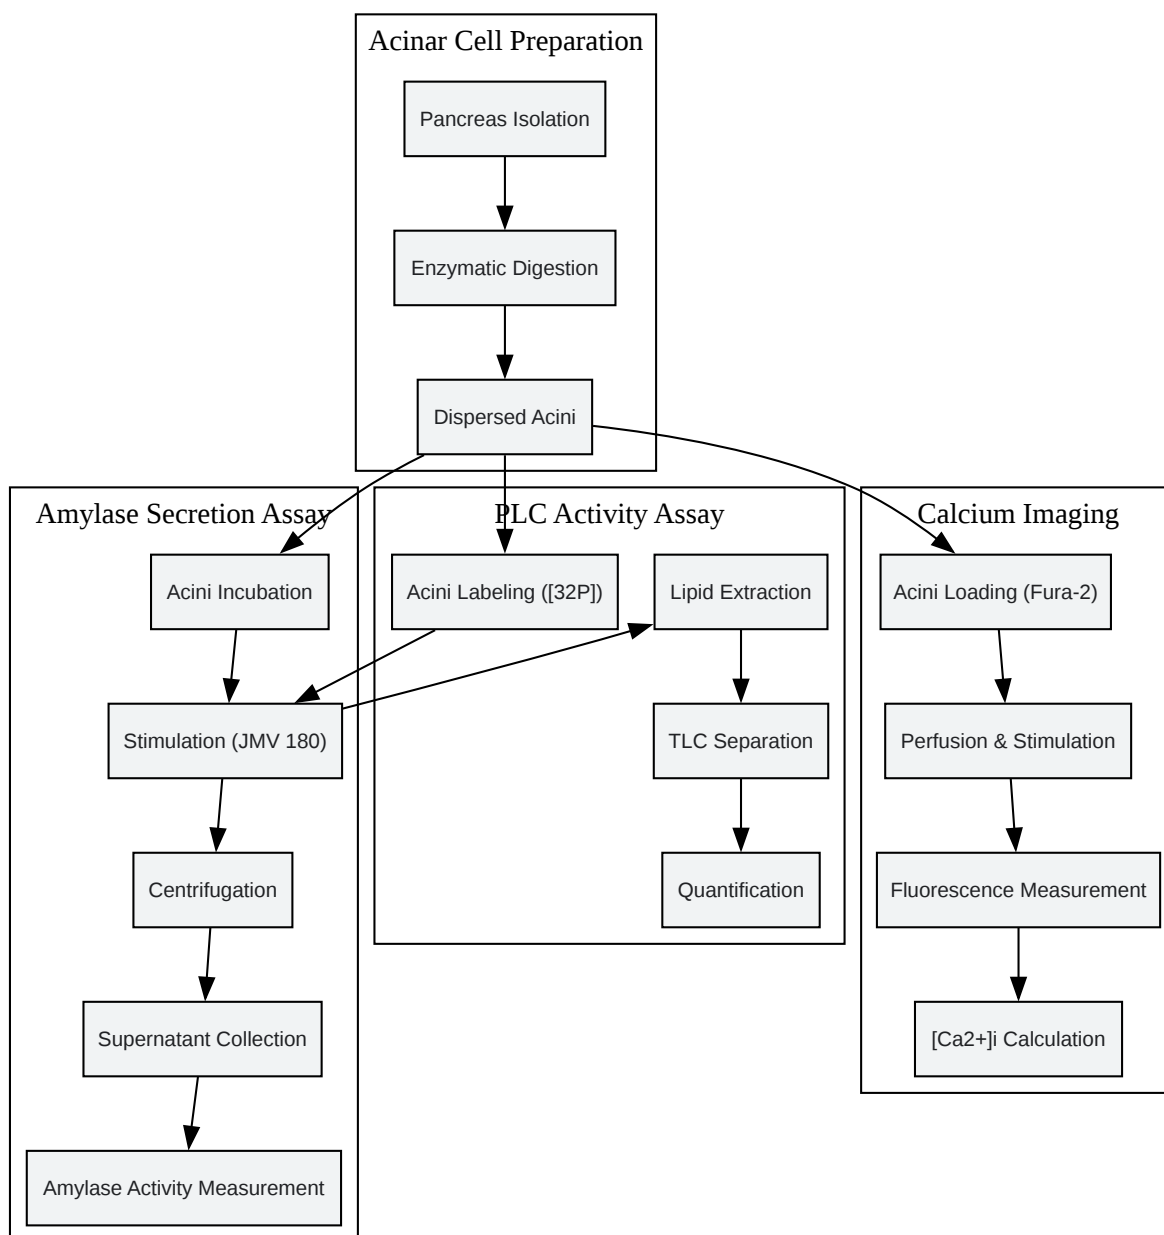 Acinar Cell Preparation
Pancreas Isolation
Enzymatic Digestion
Dispersed Acini
Amylase Secretion Assay
Acini Incubation
Stimulation (JMV 180)
Centrifugation
Supernatant Collection
Amylase Activity Measurement
PLC Activity Assay
Acini Labeling ([32P])
Lipid Extraction
TLC Separation
Quantification
Calcium Imaging
Acini Loading (Fura-2)
Perfusion & Stimulation
Fluorescence Measurement
[Ca2+]i Calculation